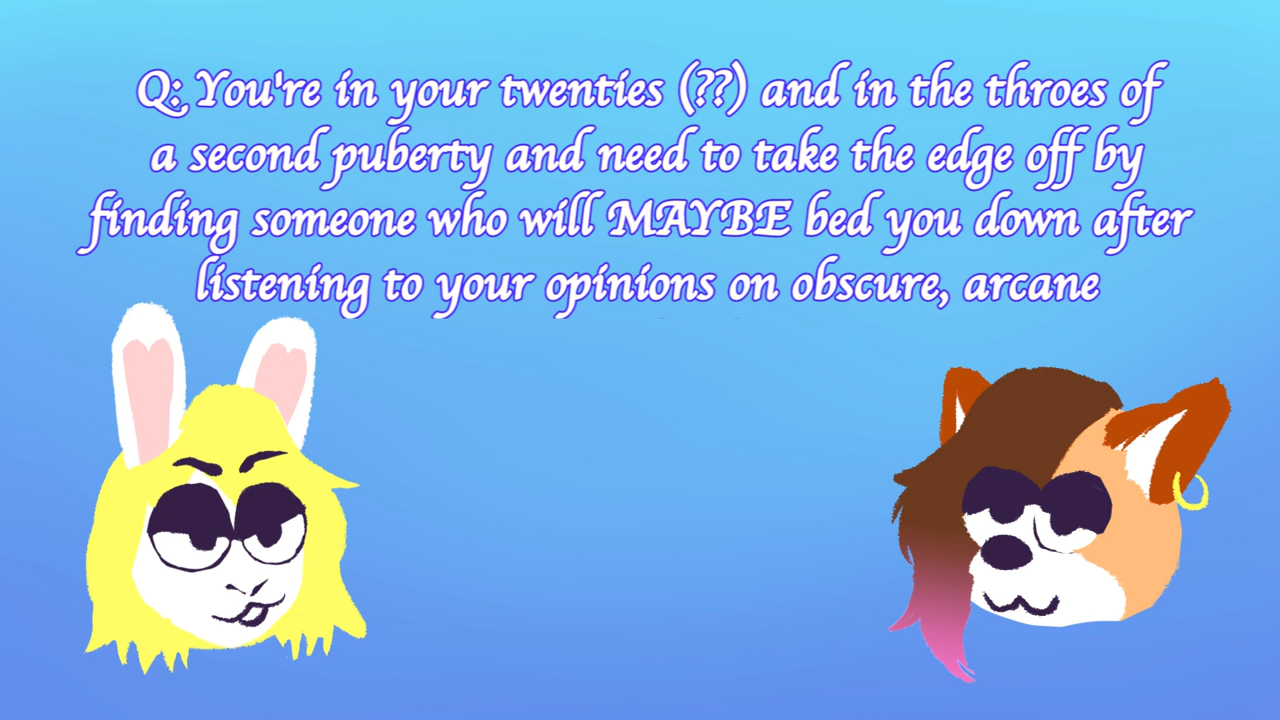 Q: You're in your twenties (??) and in the throes of
a second puberty and need to take the edge off by
finding someone who will MAYBE bed you down after
listening to your opinions on obscure, arcane